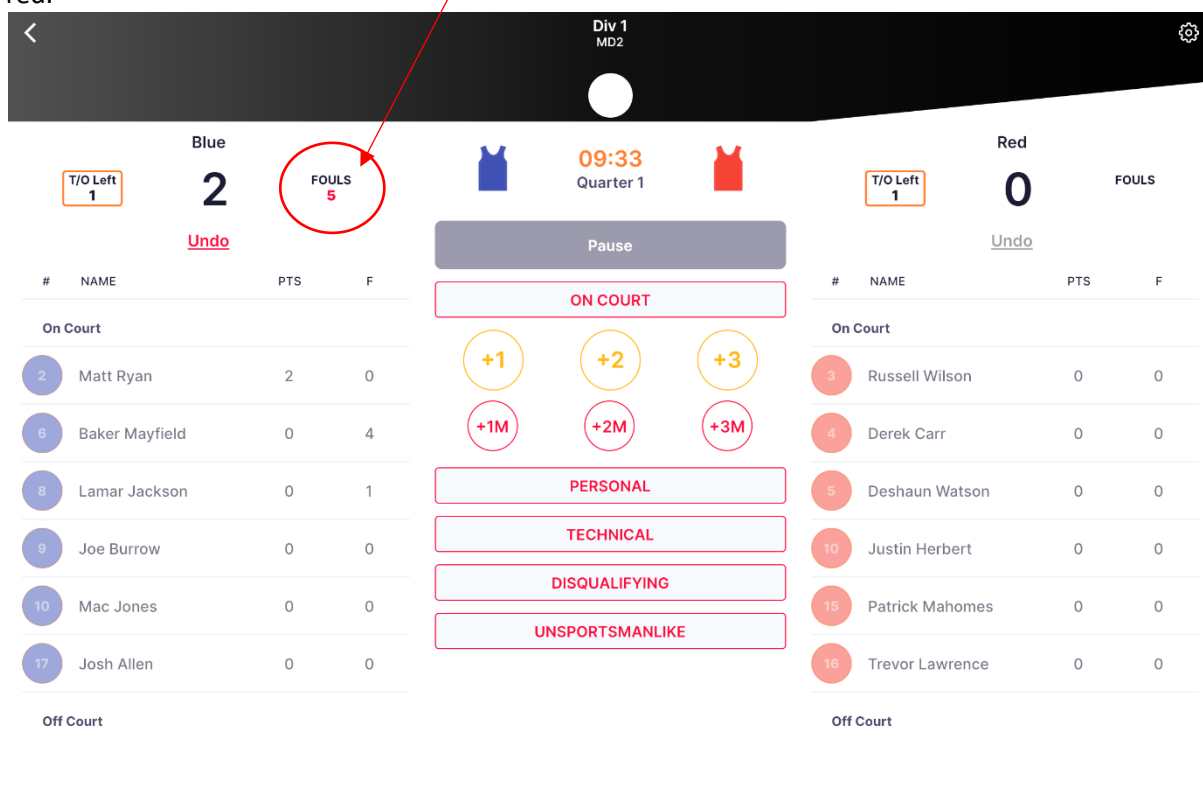 red.
Div 1
MD2
Blue
T/O Left
1
2
FOULS
5
Undo
09:33
Quarter 1
Red
T/O Left
1
0
FOULS
Undo
Pause
# NAME PTS F
On Court
2 Matt Ryan 2 0
6 Baker Mayfield 0 4
8 Lamar Jackson 0 1
9 Joe Burrow 0 0
10 Mac Jones 0 0
17 Josh Allen 0 0
Off Court
ON COURT
+1 +2 +3
+1M +2M +3M
PERSONAL
TECHNICAL
DISQUALIFYING
UNSPORTSMANLIKE
# NAME PTS F
On Court
3 Russell Wilson 0 0
4 Derek Carr 0 0
5 Deshaun Watson 0 0
10 Justin Herbert 0 0
15 Patrick Mahomes 0 0
16 Trevor Lawrence 0 0
Off Court